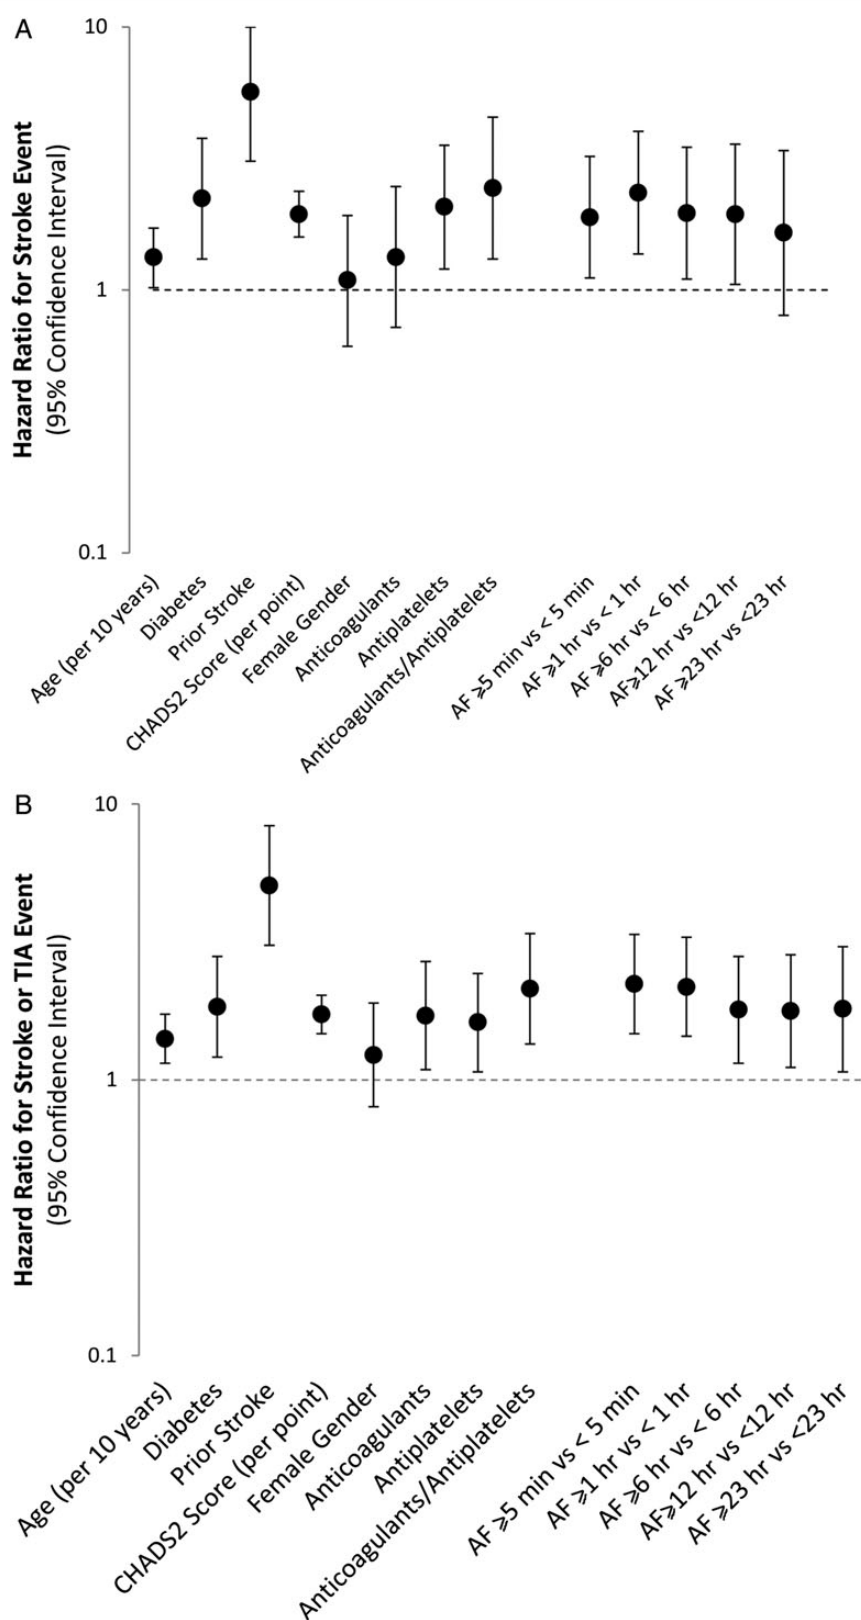 A
10
1
0.1
Hazard Ratio for Stroke Event
(95% Confidence Interval)
Age (per 10 years)
Diabetes
Prior Stroke
CHADS2 Score (per point)
Female Gender
Anticoagulants
Antiplatelets
Anticoagulants/Antiplatelets
AF ⩾5 min vs < 5 min
AF ⩾1 hr vs < 1 hr
AF ⩾6 hr vs < 6 hr
AF⩾12 hr vs <12 hr
AF ⩾23 hr vs <23 hr
B
10
1
0.1
Hazard Ratio for Stroke or TIA Event
(95% Confidence Interval)
Age (per 10 years)
Diabetes
Prior Stroke
CHADS2 Score (per point)
Female Gender
Anticoagulants
Antiplatelets
Anticoagulants/Antiplatelets
AF ⩾5 min vs < 5 min
AF ⩾1 hr vs < 1 hr
AF ⩾6 hr vs < 6 hr
AF⩾12 hr vs <12 hr
AF ⩾23 hr vs <23 hr